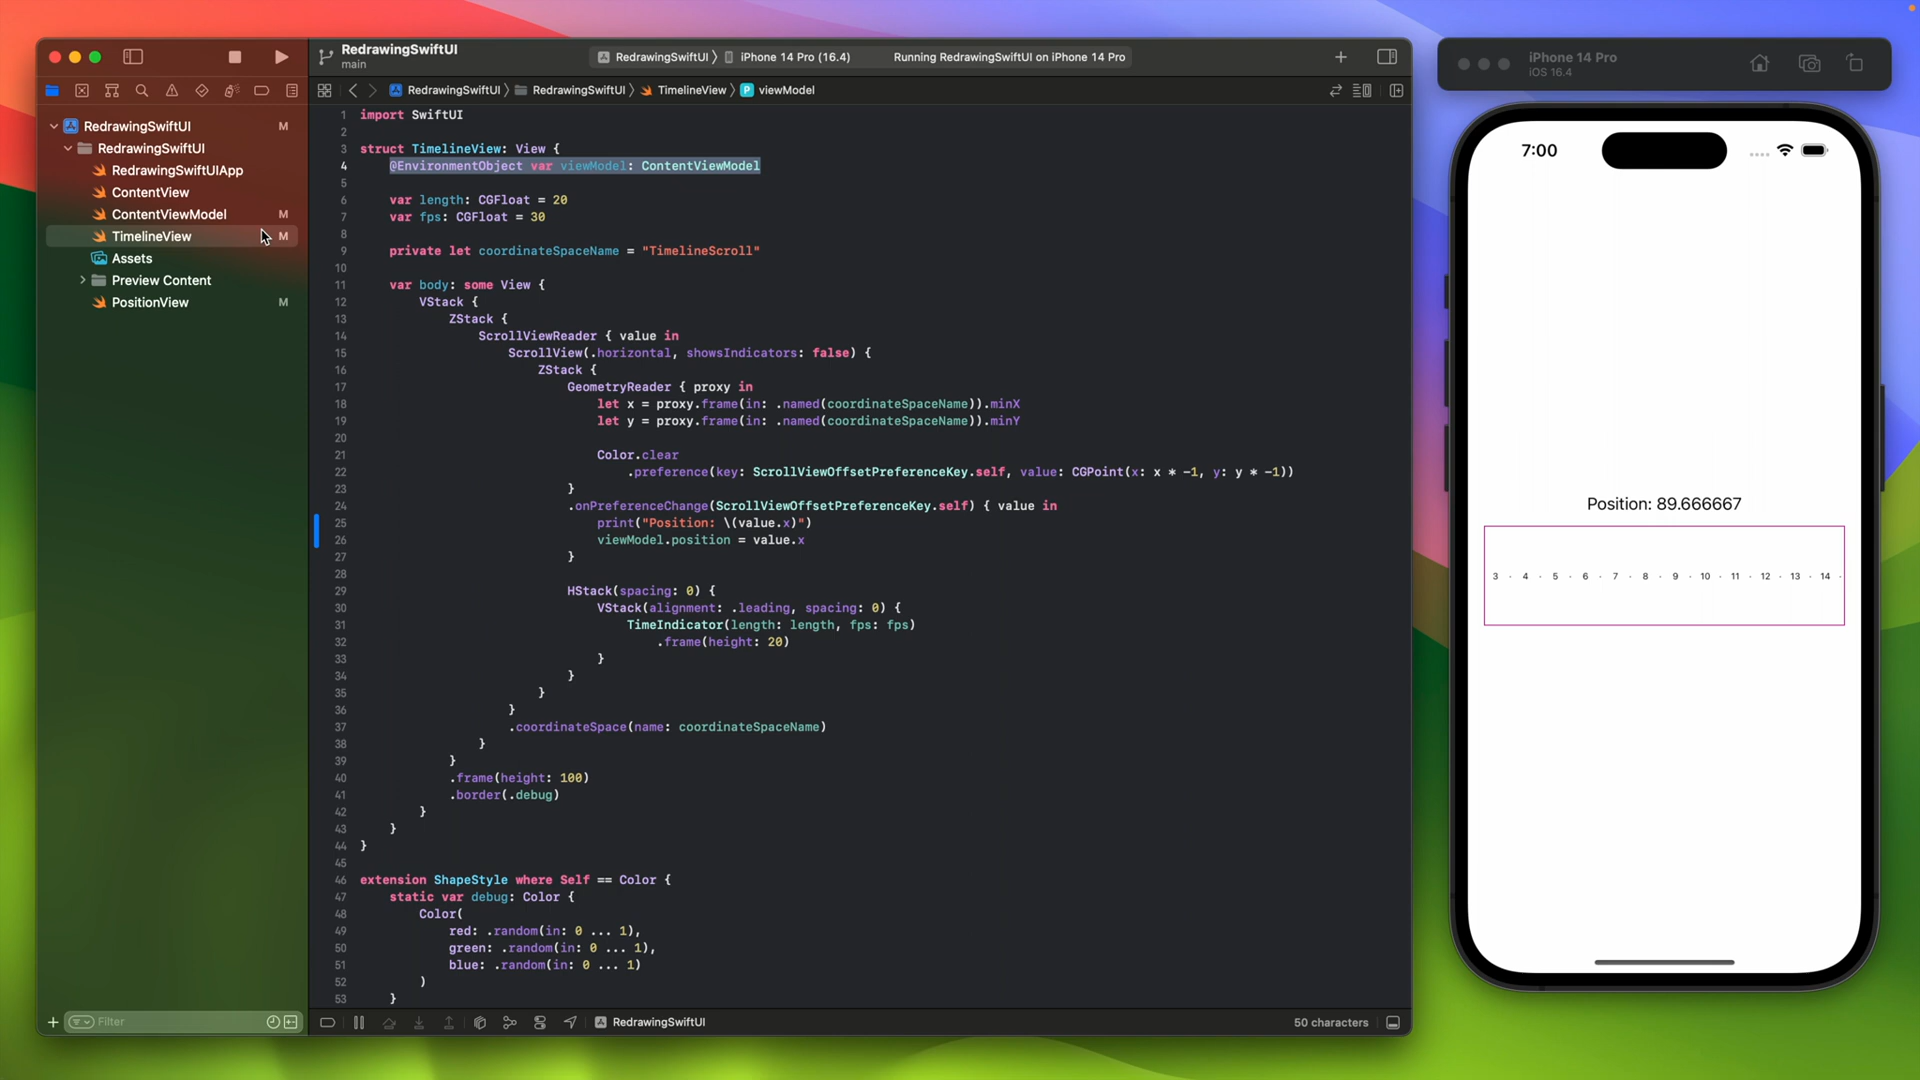 RedrawingSwiftUI
main
RedrawingSwiftUI
iPhone 14 Pro (16.4)
Running RedrawingSwiftUI on iPhone 14 Pro
RedrawingSwiftUI
RedrawingSwiftUI
TimelineView
P
viewModel
RedrawingSwiftUI M
RedrawingSwiftUI
RedrawingSwiftUIApp
ContentView
ContentViewModel M
TimelineView M
Assets
Preview Content
PositionView M
Filter
1 import SwiftUI
2
3 struct TimelineView: View {
4 @EnvironmentObject var viewModel: ContentViewModel
5
6 var length: CGFloat = 20
7 var fps: CGFloat = 30
8
9 private let coordinateSpaceName = "TimelineScroll"
10
11 var body: some View {
12 VStack {
13 ZStack {
14 ScrollViewReader { value in
15 ScrollView(.horizontal, showsIndicators: false) {
16 ZStack {
17 GeometryReader { proxy in
18 let x = proxy.frame(in: .named(coordinateSpaceName)).minX
19 let y = proxy.frame(in: .named(coordinateSpaceName)).minY
20
21 Color.clear
22 .preference(key: ScrollViewOffsetPreferenceKey.self, value: CGPoint(x: x * -1, y: y * -1))
23 }
24 .onPreferenceChange(ScrollViewOffsetPreferenceKey.self) { value in
25 print("Position: \(value.x)")
26 viewModel.position = value.x
27 }
28
29 HStack(spacing: 0) {
30 VStack(alignment: .leading, spacing: 0) {
31 TimeIndicator(length: length, fps: fps)
32 .frame(height: 20)
33 }
34 }
35 }
36 }
37 .coordinateSpace(name: coordinateSpaceName)
38 }
39 }
40 .frame(height: 100)
41 .border(.debug)
42 }
43 }
44 }
45
46 extension ShapeStyle where Self == Color {
47 static var debug: Color {
48 Color(
49 red: .random(in: 0 ... 1),
50 green: .random(in: 0 ... 1),
51 blue: .random(in: 0 ... 1)
52 )
53 }
RedrawingSwiftUI
50 characters
iPhone 14 Pro
iOS 16.4
7:00
Position: 89.666667
3 · 4 · 5 · 6 · 7 · 8 · 9 · 10 · 11 · 12 · 13 · 14 ·